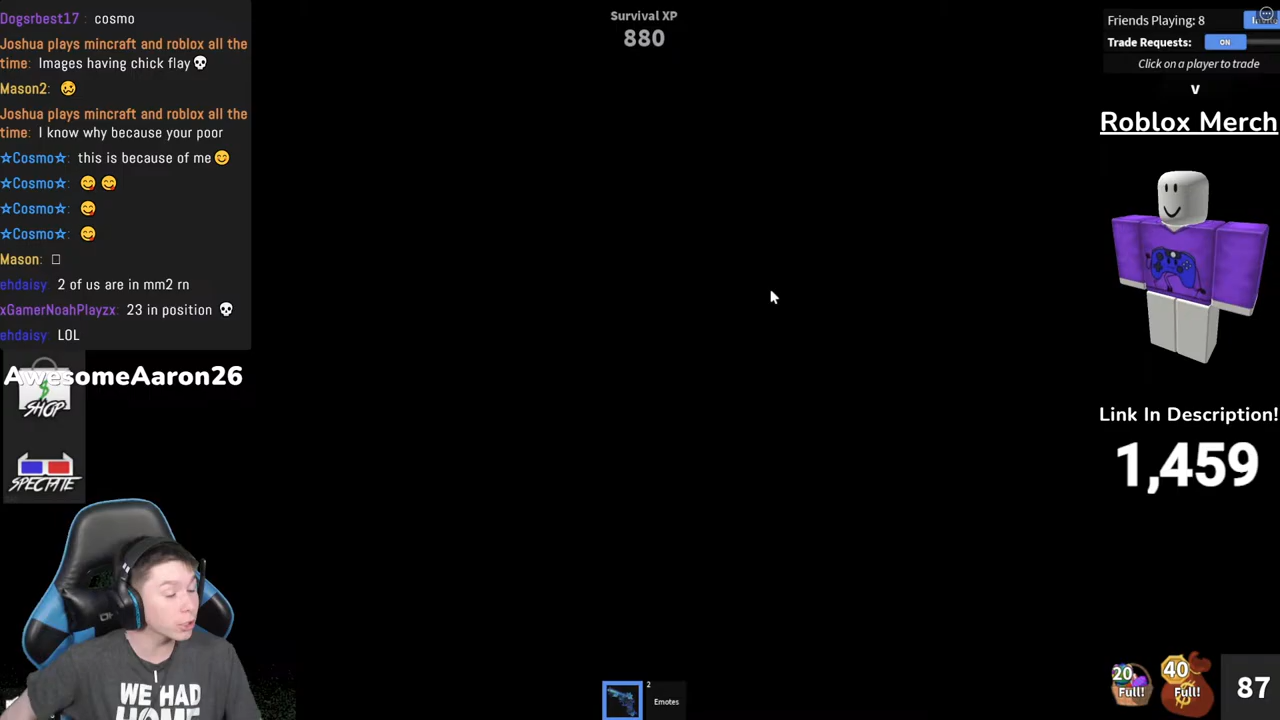 Dogsrbest17 : cosmo
Joshua plays mincraft and roblox all the
time: Images having chick flay💀
Mason2: 🥲
Joshua plays mincraft and roblox all the
time: I know why because your poor
☆Cosmo☆: this is because of me😊
☆Cosmo☆: 😋 😋
☆Cosmo☆: 😋
☆Cosmo☆: 😋
Mason: □
ehdaisy: 2 of us are in mm2 rn
xGamerNoahPlayzx: 23 in position 💀
ehdaisy: LOL
AwesomeAaron26
SHOP
SPECTATE
WE HAD
Survival XP
880
2
Emotes
Friends Playing: 8
Trade Requests: ON
Click on a player to trade
v
Roblox Merch
Link In Description!
1,459
20
Full!
40
Full!
87